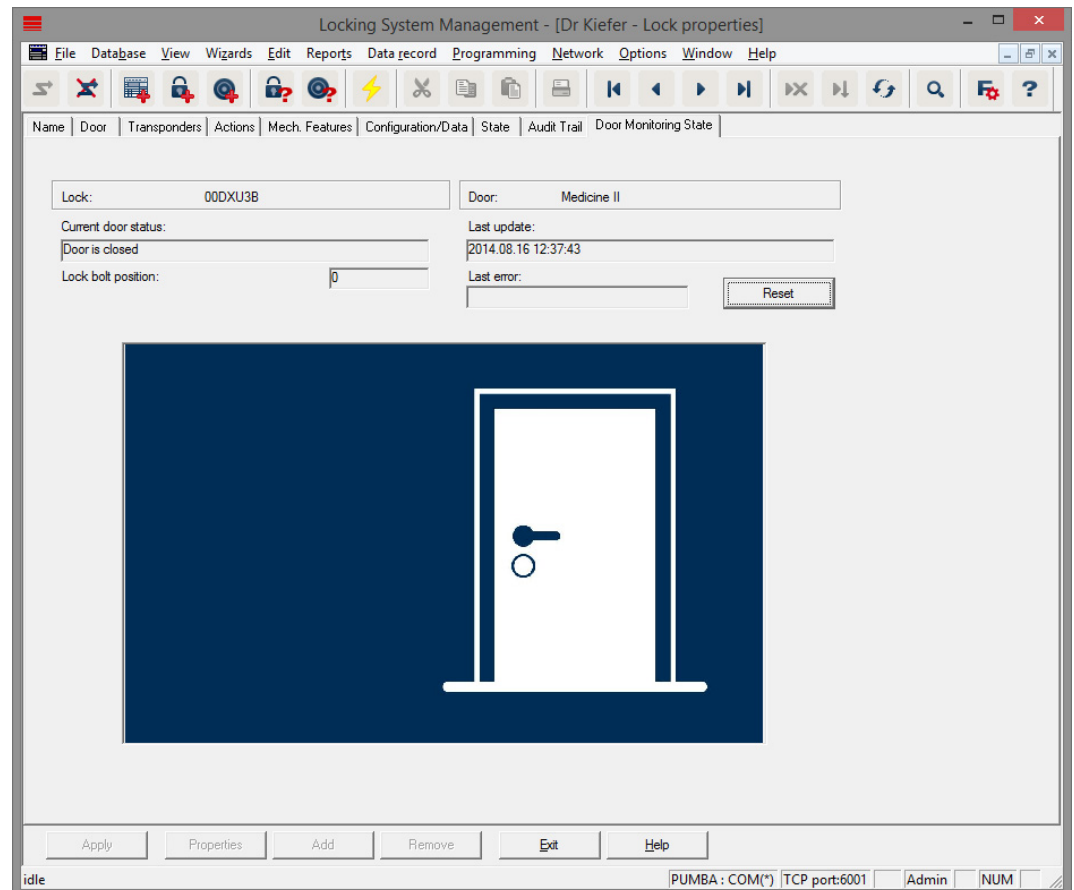 Locking System Management - [Dr Kiefer - Lock properties]
File Database View Wizards Edit Reports Data record Programming Network Options Window Help
Name Door Transponders Actions Mech. Features Configuration/Data State Audit Trail Door Monitoring State
Lock: 00DXU3B Door: Medicine II
Current door status: Last update:
Door is closed 2014.08.16 12:37:43
Lock bolt position: 0 Last error:
Reset
Apply Properties Add Remove Exit Help
idle PUMBA : COM(*) TCP port:6001 Admin NUM